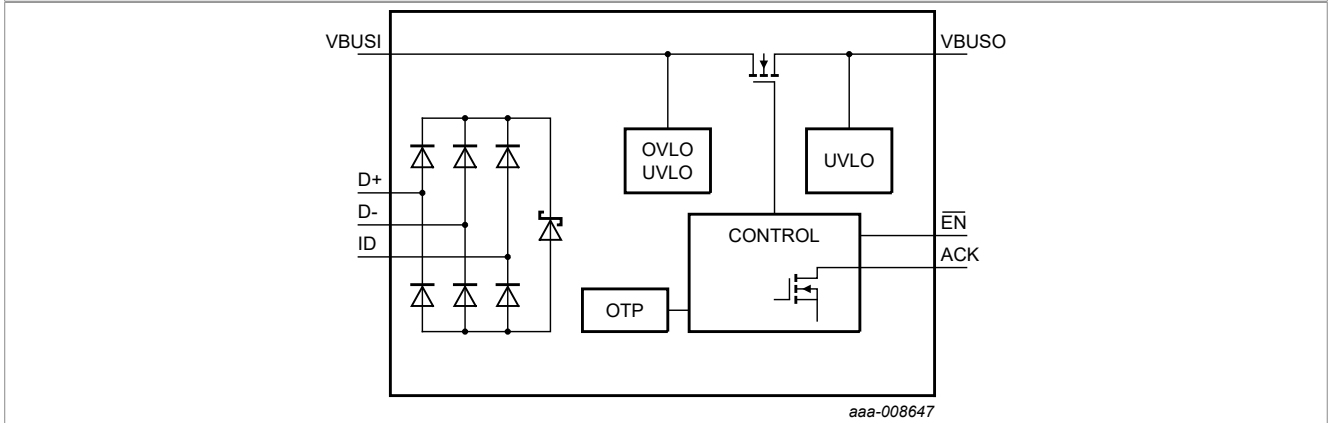 VBUSI
VBUSO
OVLO
UVLO
UVLO
D+
D-
ID
CONTROL
EN
ACK
OTP
aaa-008647